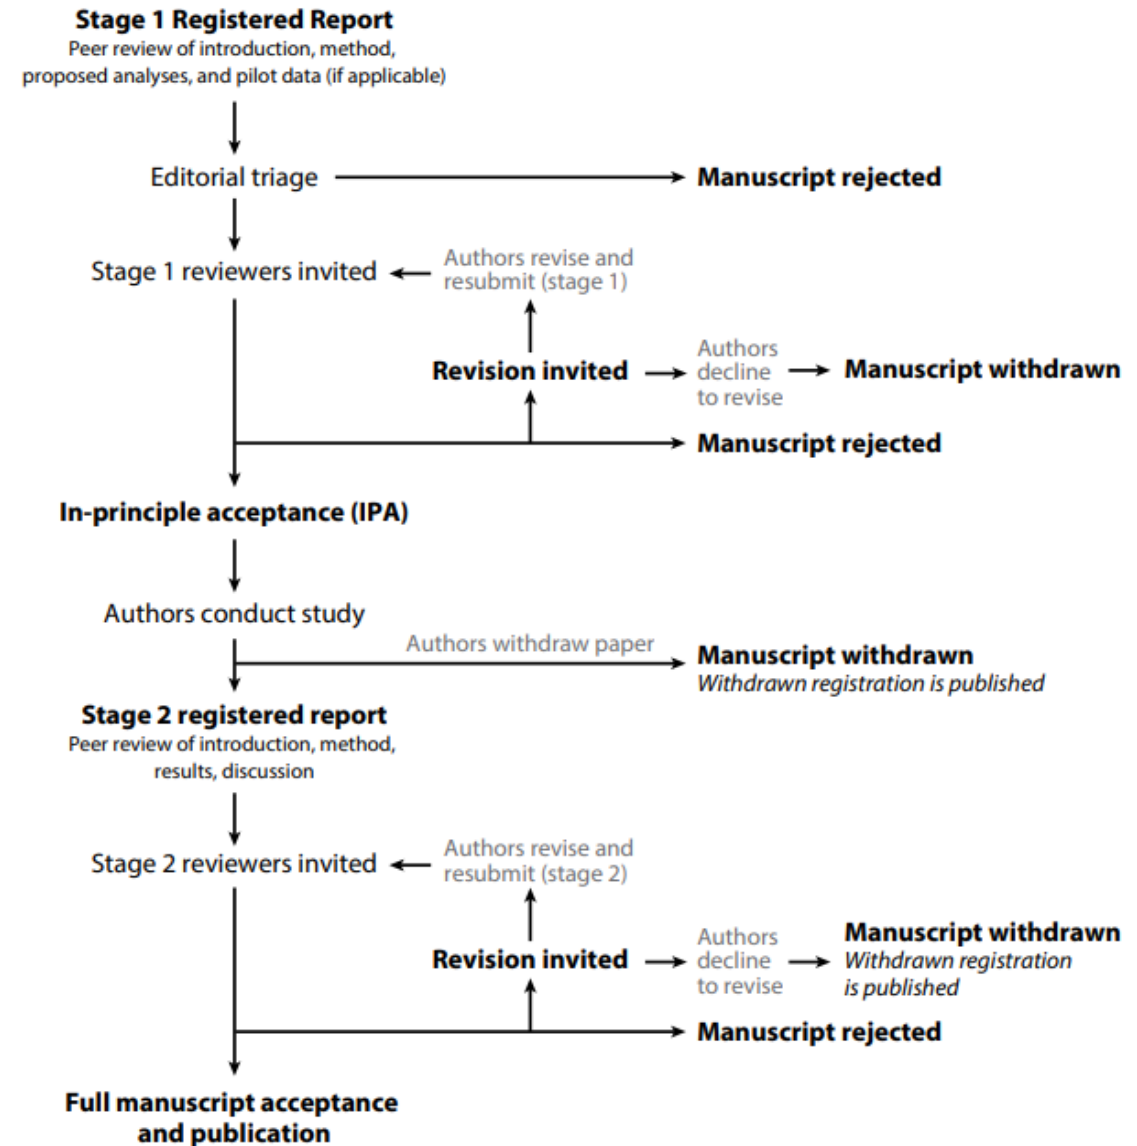 Stage 1 Registered Report
Peer review of introduction, method,
proposed analyses, and pilot data (if applicable)
Editorial triage
Manuscript rejected
Stage 1 reviewers invited
Authors revise and
resubmit (stage 1)
Revision invited
Authors
decline
to revise
Manuscript withdrawn
Manuscript rejected
In-principle acceptance (IPA)
Authors conduct study
Authors withdraw paper
Manuscript withdrawn
Withdrawn registration is published
Stage 2 registered report
Peer review of introduction, method,
results, discussion
Stage 2 reviewers invited
Authors revise and
resubmit (stage 2)
Revision invited
Authors
decline
to revise
Manuscript withdrawn
Withdrawn registration
is published
Manuscript rejected
Full manuscript acceptance
and publication